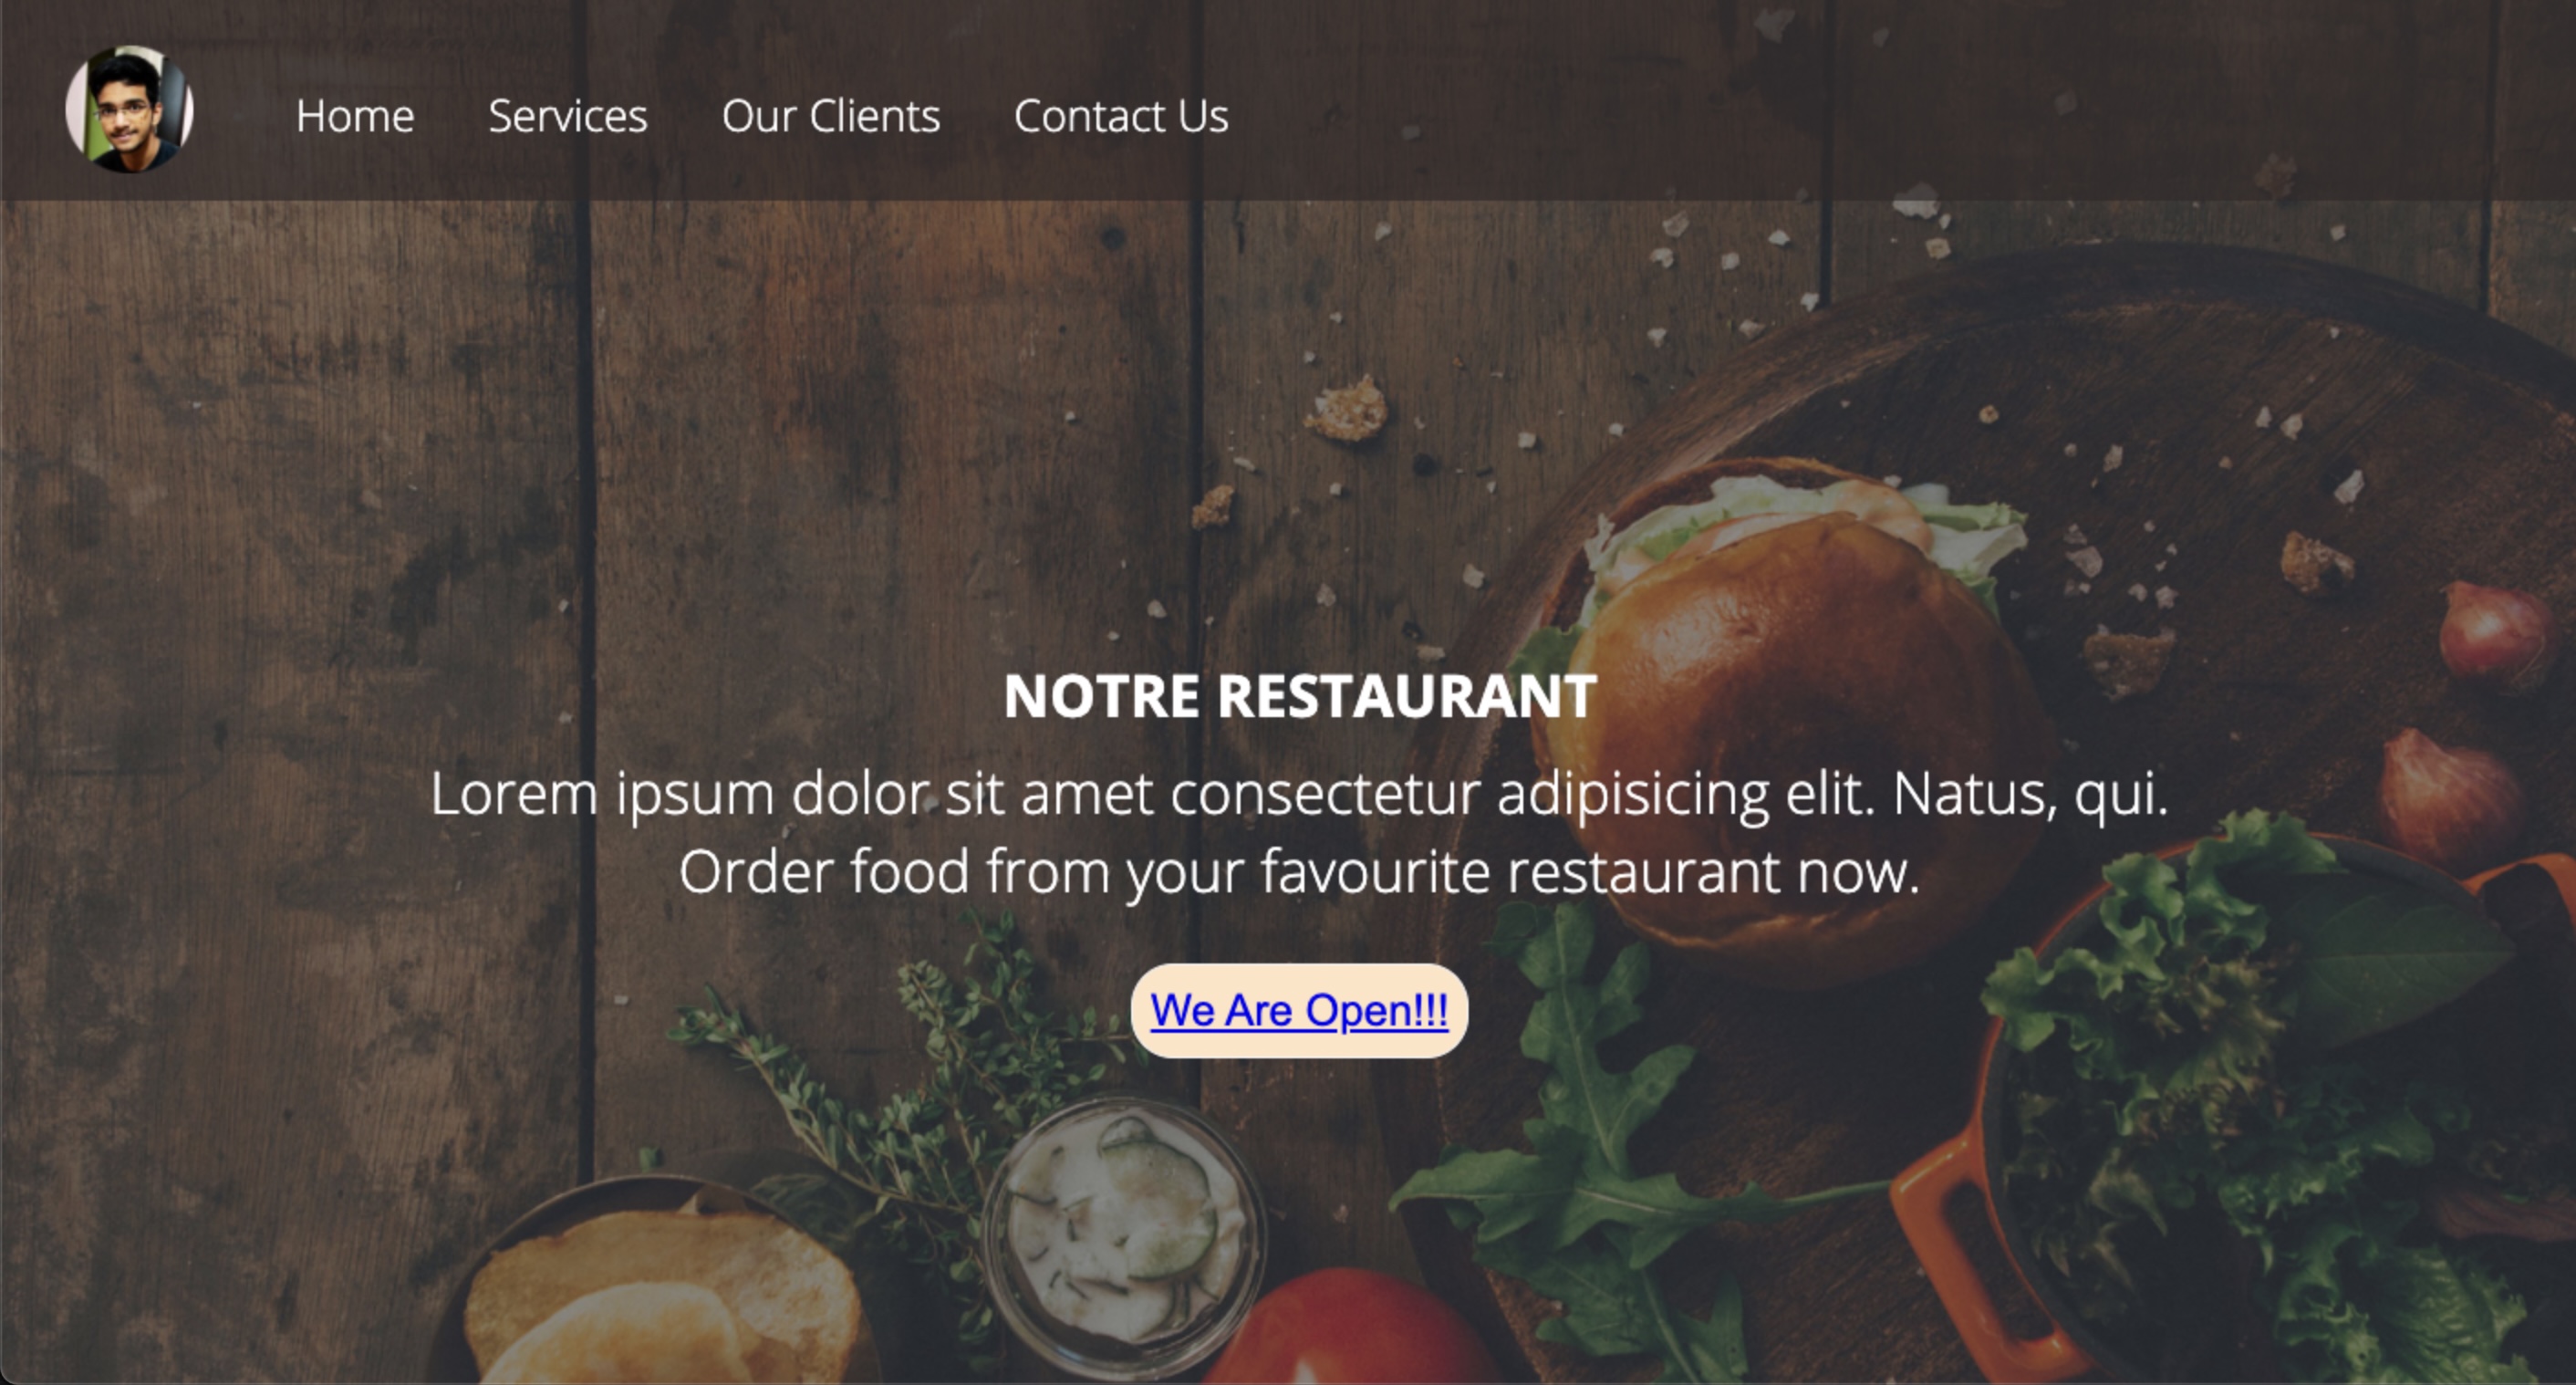 Home Services Our Clients Contact Us
NOTRE RESTAURANT
Lorem ipsum dolor sit amet consectetur adipisicing elit. Natus, qui.
Order food from your favourite restaurant now.
We Are Open!!!